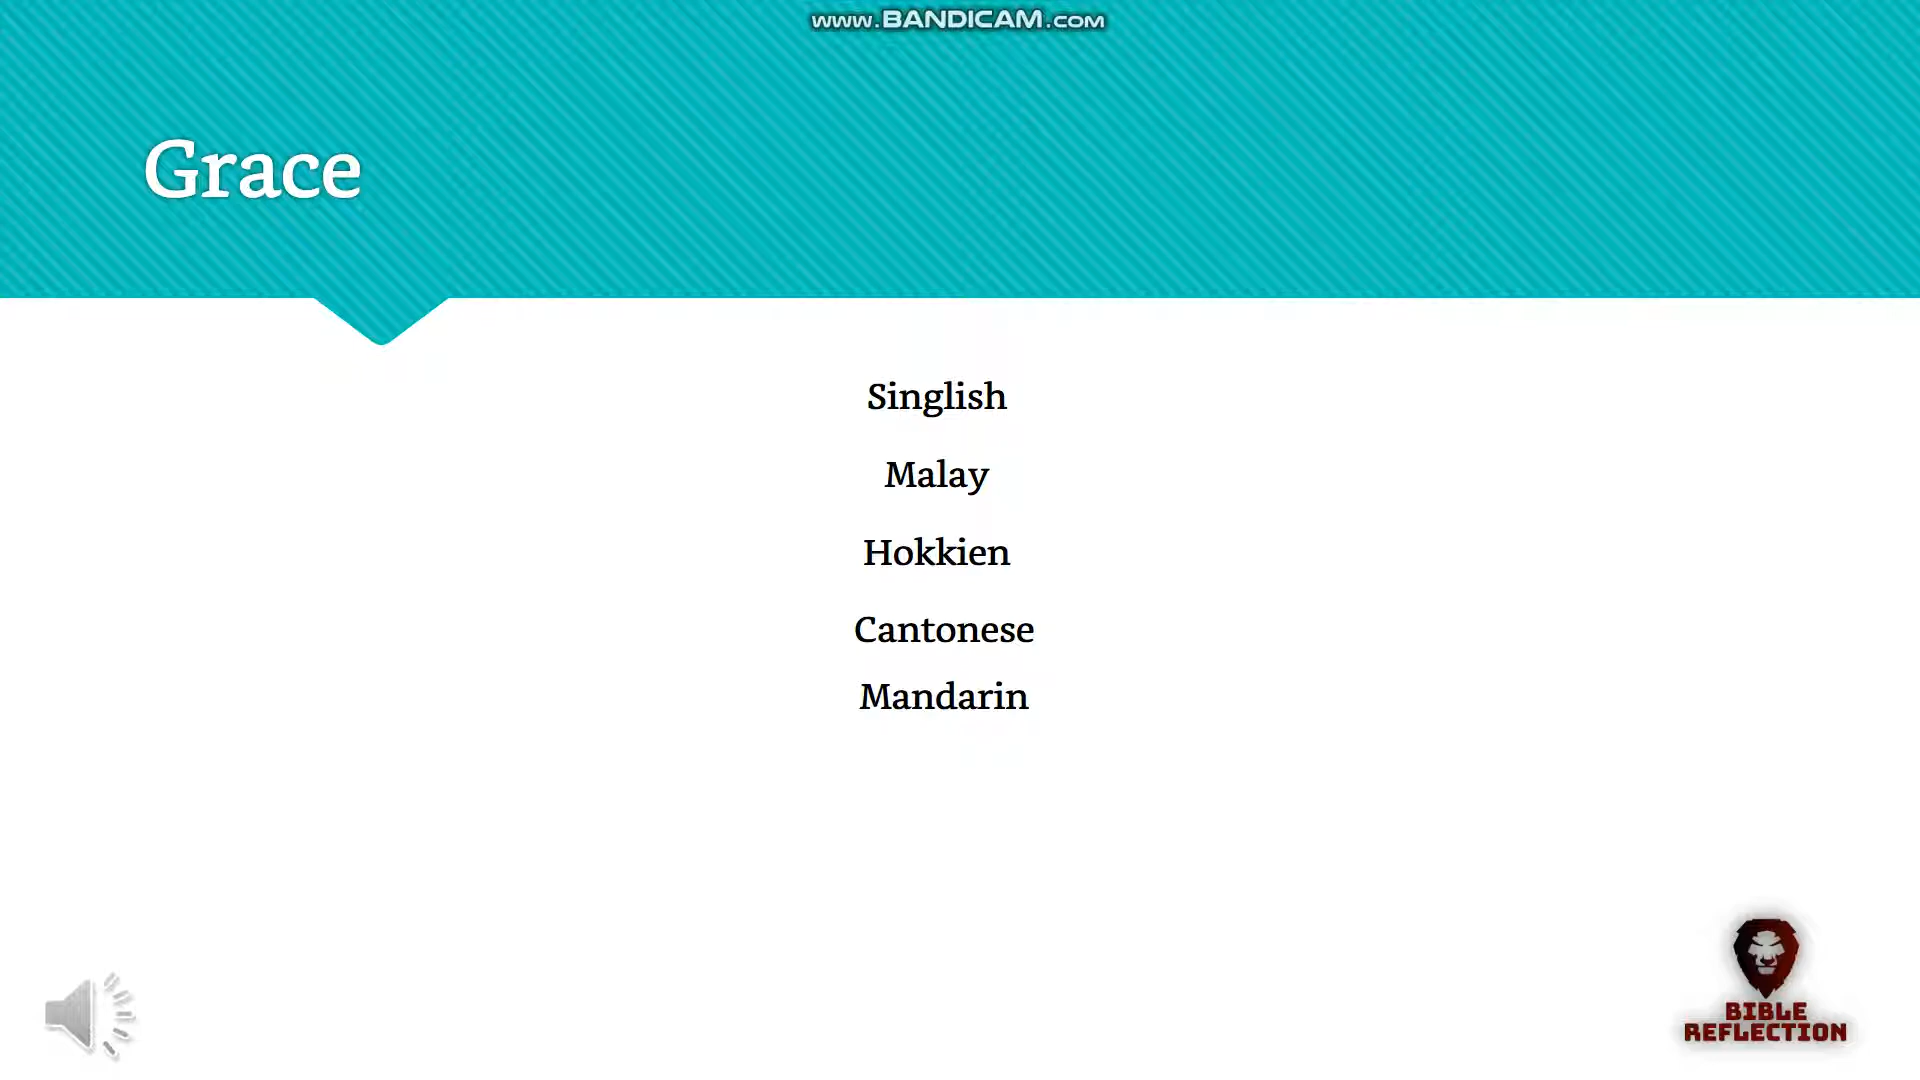 www.BANDICAM.com
Grace
Singlish
Malay
Hokkien
Cantonese
Mandarin
BIBLE
REFLECTION